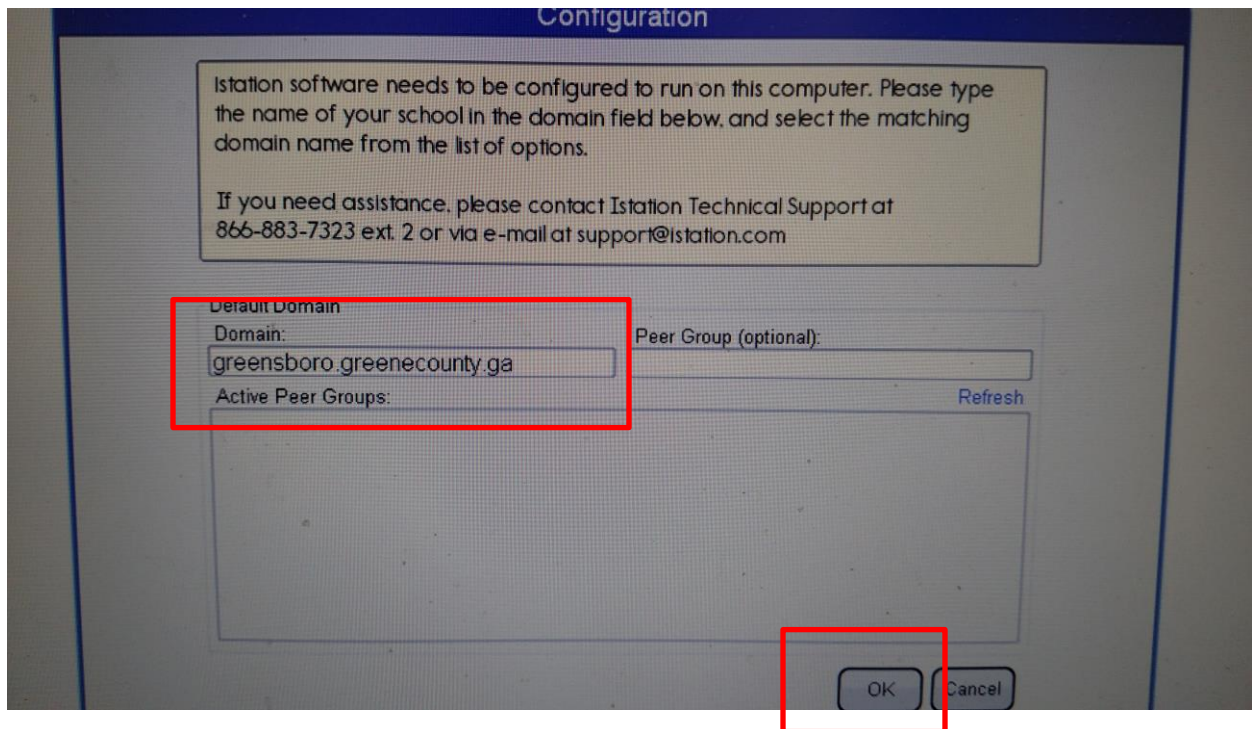 Configuration
Istation software needs to be configured to run on this computer. Please type
the name of your school in the domain field below, and select the matching
domain name from the list of options.
If you need assistance, please contact Istation Technical Support at
866-883-7323 ext. 2 or via e-mail at support@istation.com
Default Domain
Domain:
Peer Group (optional):
greensboro.greenecounty.ga
Active Peer Groups:
Refresh
OK
Cancel